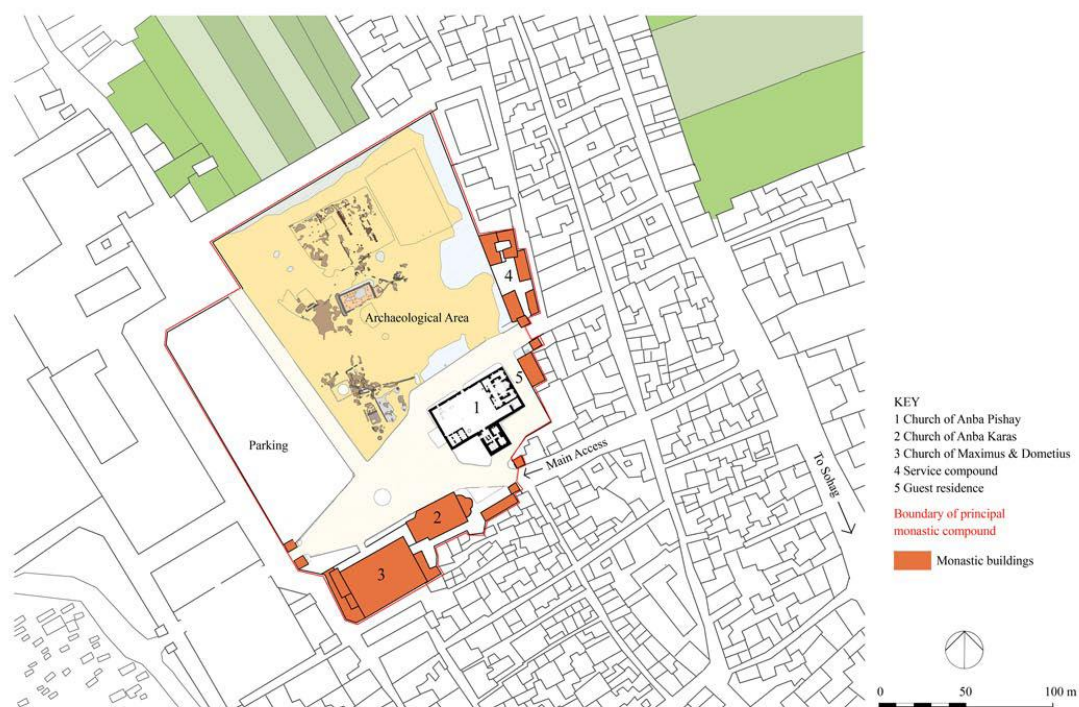 4
Archaeological Area
5
1
Parking
Main Access
To Sohag
2
3
KEY
1 Church of Anba Pishay
2 Church of Anba Karas
3 Church of Maximus & Dometius
4 Service compound
5 Guest residence
Boundary of principal
monastic compound
Monastic buildings
0 50 100 m